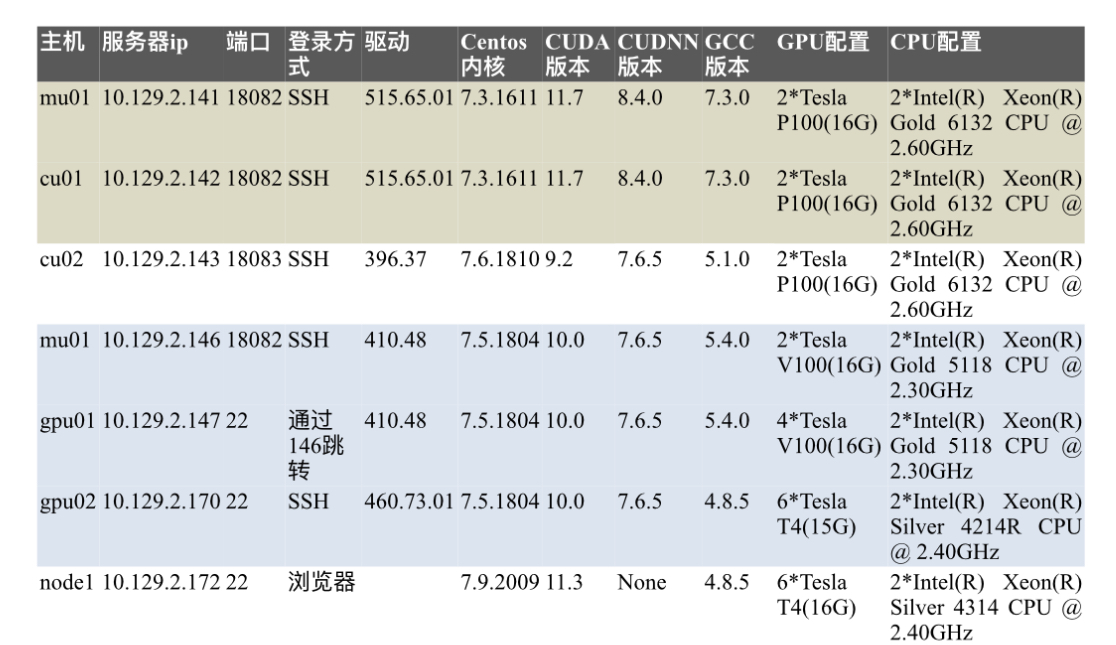 主机 服务器ip 端口 登录方式 驱动 Centos内核 CUDA版本 CUDNN版本 GCC版本 GPU配置 CPU配置
mu01 10.129.2.141 18082 SSH 515.65.01 7.3.1611 11.7 8.4.0 7.3.0 2*Tesla P100(16G) 2*Intel(R) Xeon(R) Gold 6132 CPU @ 2.60GHz
cu01 10.129.2.142 18082 SSH 515.65.01 7.3.1611 11.7 8.4.0 7.3.0 2*Tesla P100(16G) 2*Intel(R) Xeon(R) Gold 6132 CPU @ 2.60GHz
cu02 10.129.2.143 18083 SSH 396.37 7.6.1810 9.2 7.6.5 5.1.0 2*Tesla P100(16G) 2*Intel(R) Xeon(R) Gold 6132 CPU @ 2.60GHz
mu01 10.129.2.146 18082 SSH 410.48 7.5.1804 10.0 7.6.5 5.4.0 2*Tesla V100(16G) 2*Intel(R) Xeon(R) Gold 5118 CPU @ 2.30GHz
gpu01 10.129.2.147 22 通过146跳转 410.48 7.5.1804 10.0 7.6.5 5.4.0 4*Tesla V100(16G) 2*Intel(R) Xeon(R) Gold 5118 CPU @ 2.30GHz
gpu02 10.129.2.170 22 SSH 460.73.01 7.5.1804 10.0 7.6.5 4.8.5 6*Tesla T4(15G) 2*Intel(R) Xeon(R) Silver 4214R CPU @ 2.40GHz
node1 10.129.2.172 22 浏览器 7.9.2009 11.3 None 4.8.5 6*Tesla T4(16G) 2*Intel(R) Xeon(R) Silver 4314 CPU @ 2.40GHz